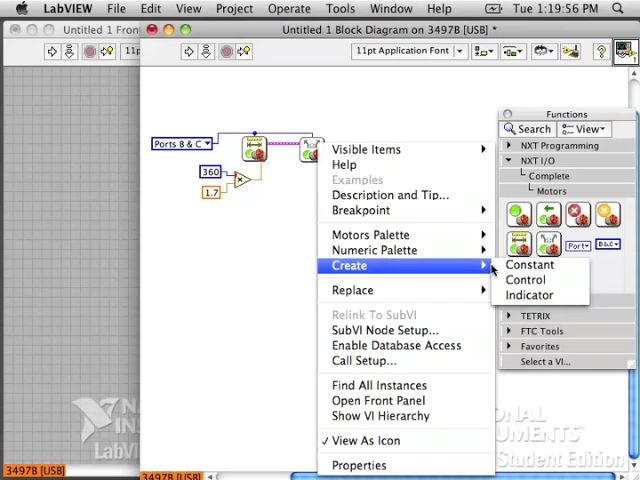 LabVIEW File Edit View Project Operate Tools Window Help Tue 1:19:56 PM
Untitled 1 Front
Untitled 1 Block Diagram on 3497B [USB] *
11p
11pt Application Font
Functions
Search View
NXT Programming
NXT I/O
Complete
Motors
Port
B&C
TETRIX
FTC Tools
Favorites
Select a VI...
Ports B & C
360
1.7
x
Visible Items
Help
Examples
Description and Tip...
Breakpoint
Motors Palette
Numeric Palette
Create
Replace
Relink To SubVI
SubVI Node Setup...
Enable Database Access
Call Setup...
Find All Instances
Open Front Panel
Show VI Hierarchy
✓ View As Icon
Properties
Constant
Control
Indicator
LabVI
Student Edition
3497B [USB]
3497B [USB]